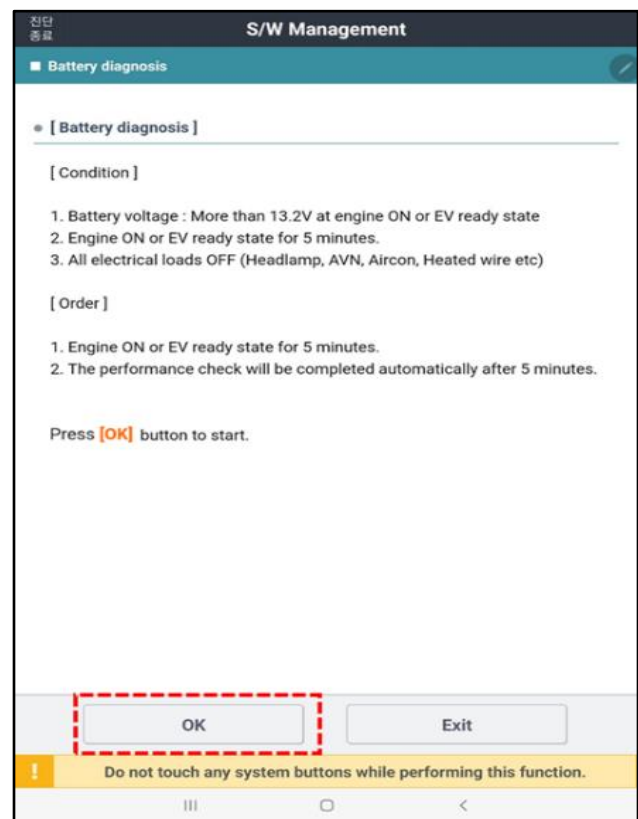 진단
종료
S/W Management
■ Battery diagnosis
● [ Battery diagnosis ]
[ Condition ]
1. Battery voltage : More than 13.2V at engine ON or EV ready state
2. Engine ON or EV ready state for 5 minutes.
3. All electrical loads OFF (Headlamp, AVN, Aircon, Heated wire etc)
[ Order ]
1. Engine ON or EV ready state for 5 minutes.
2. The performance check will be completed automatically after 5 minutes.
Press [OK] button to start.
OK
Exit
! Do not touch any system buttons while performing this function.